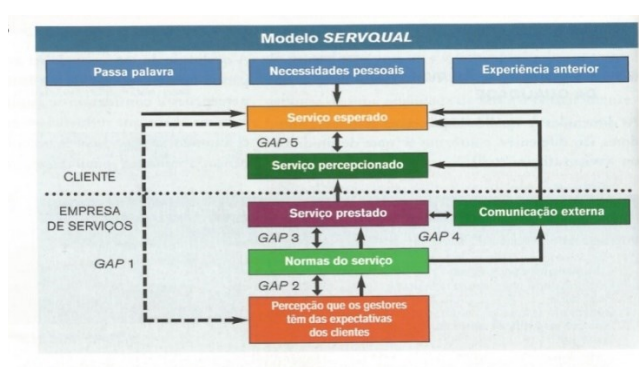 Modelo SERVQUAL
Passa palavra
Necessidades pessoais
Experiência anterior
Serviço esperado
GAP 5
Serviço percepcionado
CLIENTE
EMPRESA
DE SERVIÇOS
Serviço prestado
Comunicação externa
GAP 3
GAP 4
GAP 1
Normas do serviço
GAP 2
Percepção que os gestores
têm das expectativas
dos clientes